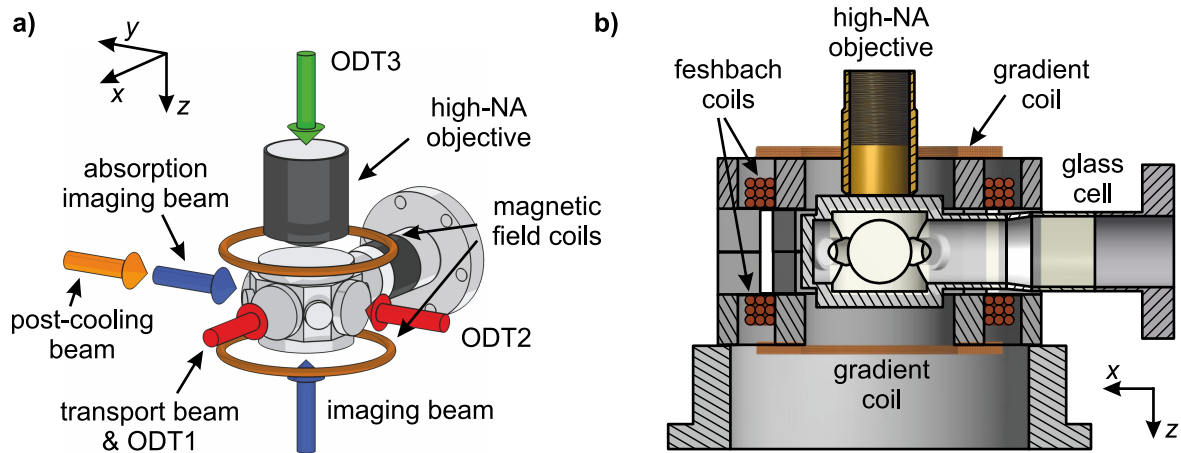 a)
y
x
z
ODT3
high-NA
objective
absorption
imaging beam
magnetic
field coils
post-cooling
beam
ODT2
transport beam
& ODT1
imaging beam
b)
high-NA
objective
feshbach
coils
gradient
coil
glass
cell
gradient
coil
x
z